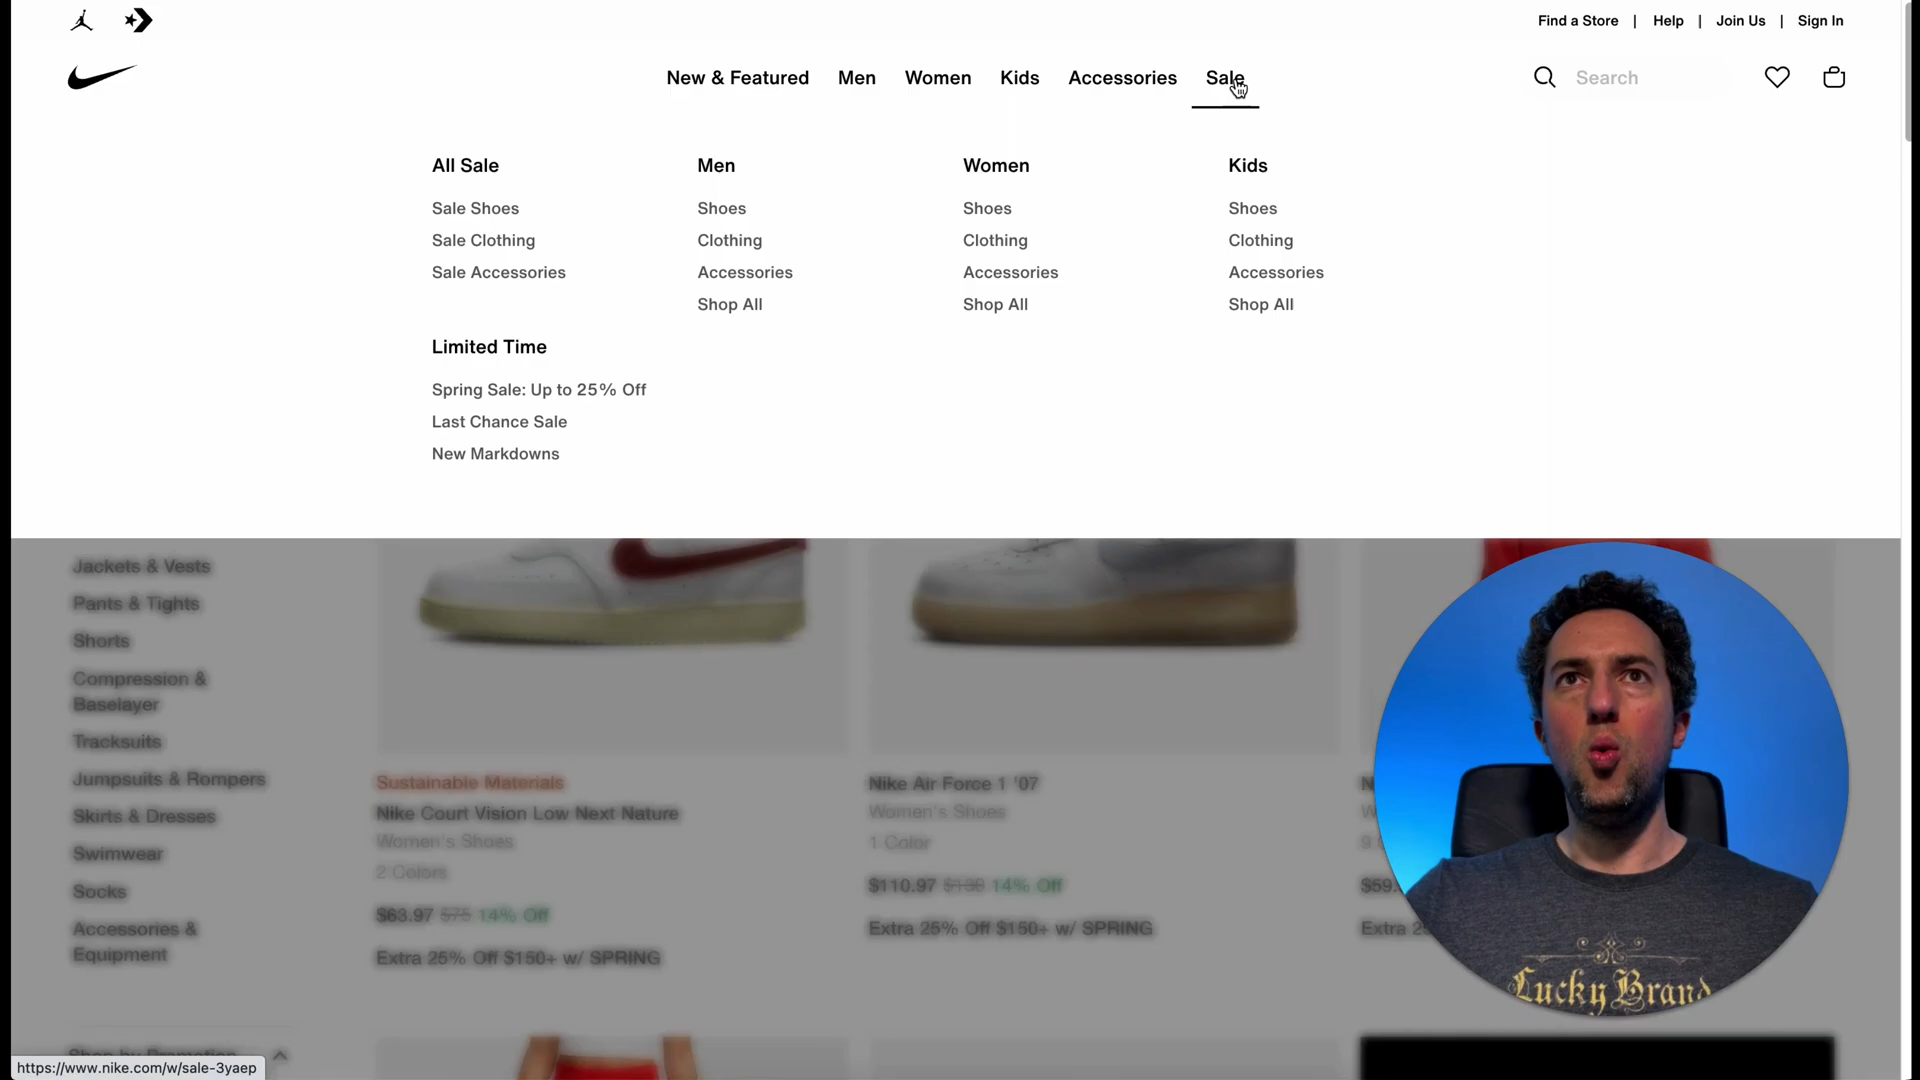 Find a Store | Help | Join Us | Sign In
New & Featured Men Women Kids Accessories Sale
Search
All Sale
Sale Shoes
Sale Clothing
Sale Accessories
Limited Time
Spring Sale: Up to 25% Off
Last Chance Sale
New Markdowns
Men
Shoes
Clothing
Accessories
Shop All
Women
Shoes
Clothing
Accessories
Shop All
Kids
Shoes
Clothing
Accessories
Shop All
Jackets & Vests
Pants & Tights
Shorts
Compression &
Baselayer
Tracksuits
Jumpsuits & Rompers
Skirts & Dresses
Swimwear
Socks
Accessories &
Equipment
Shop by Promotion
Sustainable Materials
Nike Court Vision Low Next Nature
Women's Shoes
2 Colors
$63.97 $75 14% Off
Extra 25% Off $150+ w/ SPRING
Nike Air Force 1 '07
Women's Shoes
1 Color
$110.97 $130 14% Off
Extra 25% Off $150+ w/ SPRING
$59.
Extra
Lucky Brand
https://www.nike.com/w/sale-3yaep